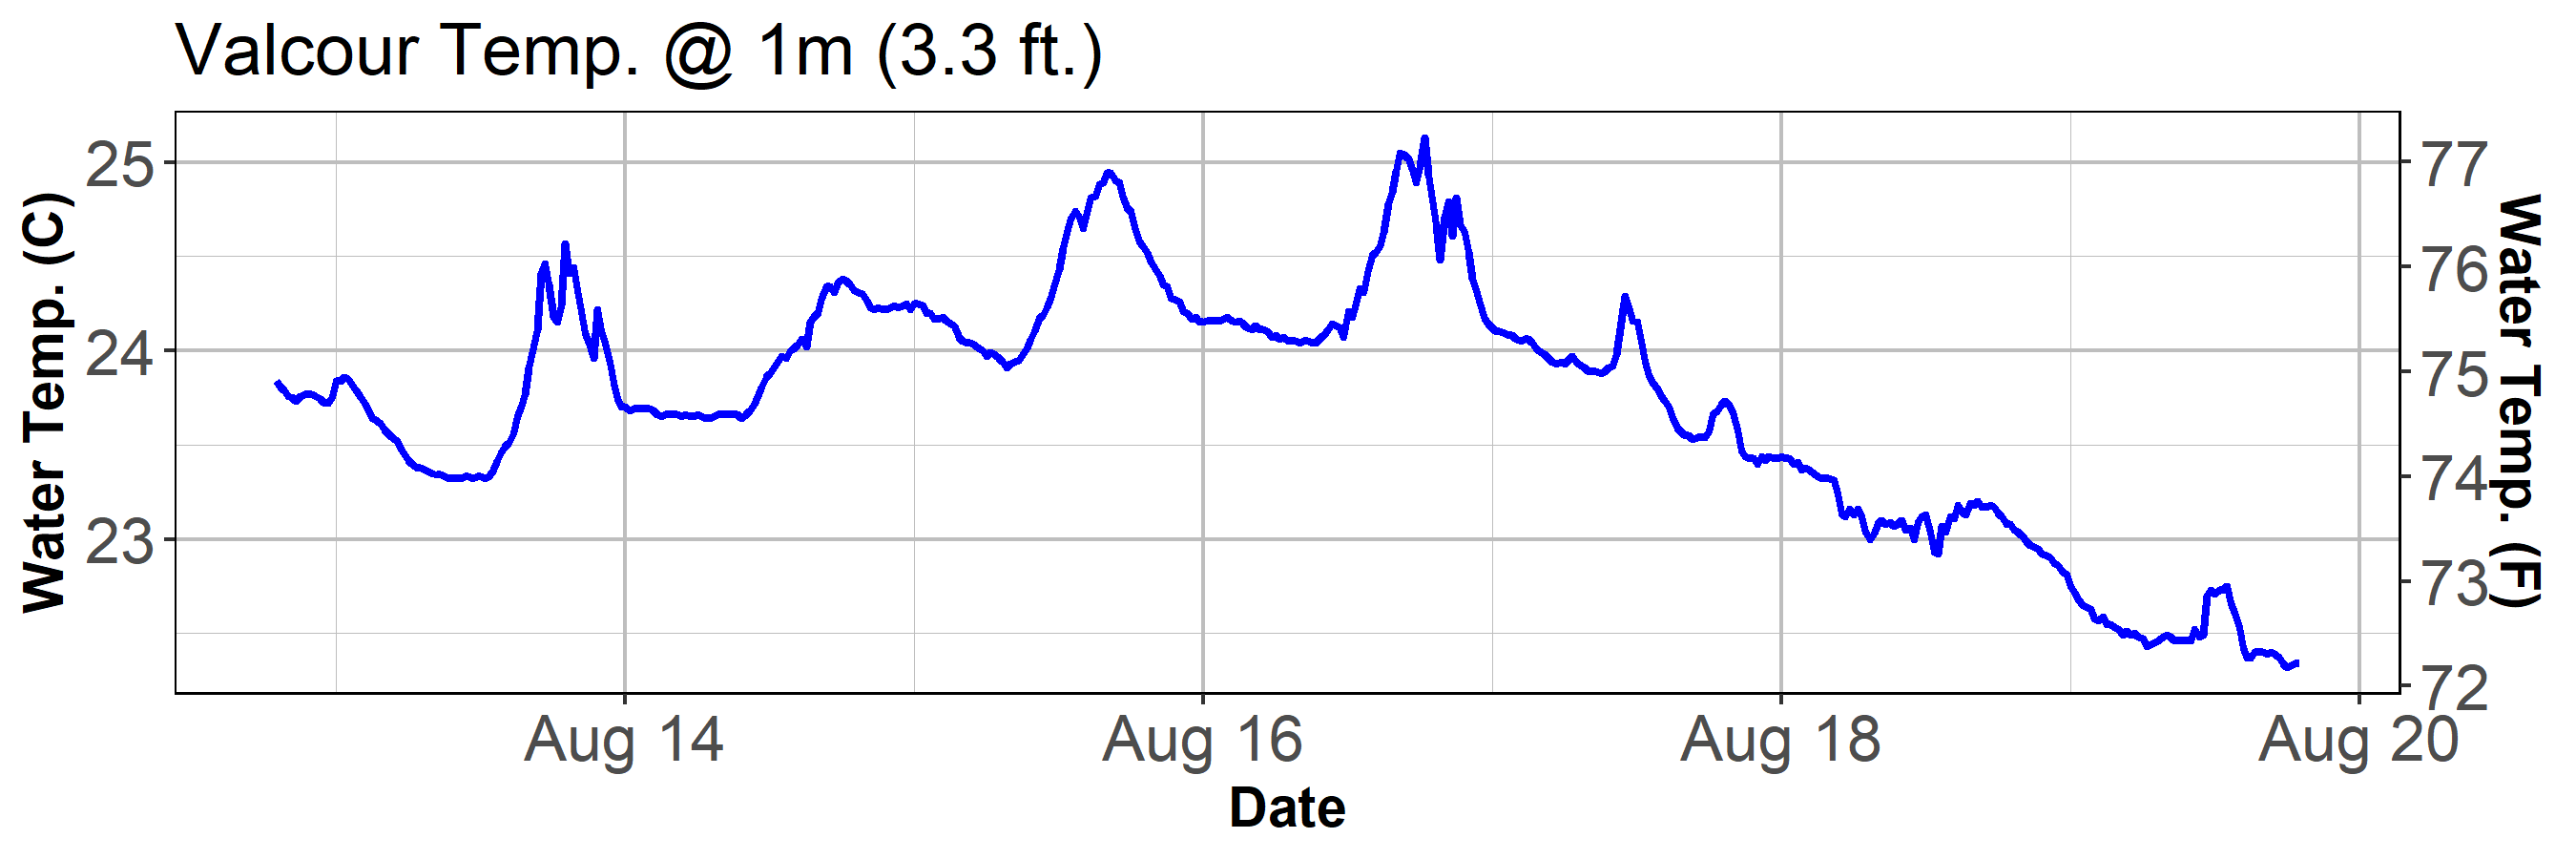 Valcour Temp. @ 1m (3.3 ft.)
Water Temp. (C)
25
24
23
77
76
75
74
73
72
Water Temp. (F)
Aug 14 Aug 16 Aug 18 Aug 20
Date